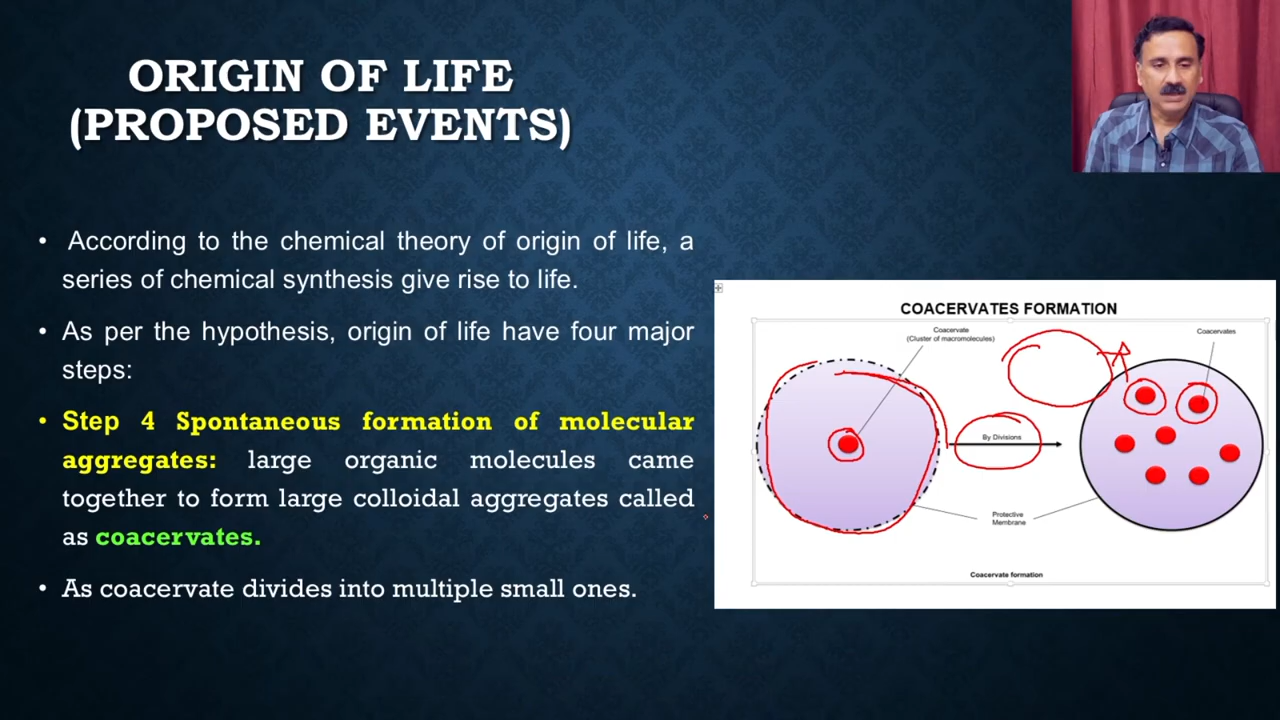 ORIGIN OF LIFE
(PROPOSED EVENTS)
• According to the chemical theory of origin of life, a
series of chemical synthesis give rise to life.
• As per the hypothesis, origin of life have four major
steps:
• Step 4 Spontaneous formation of molecular
aggregates: large organic molecules came
together to form large colloidal aggregates called
as coacervates.
• As coacervate divides into multiple small ones.
COACERVATES FORMATION
Coacervate
(Cluster of macromolecules)
Coacervates
By Divisions
Protective
Membrane
Coacervate formation